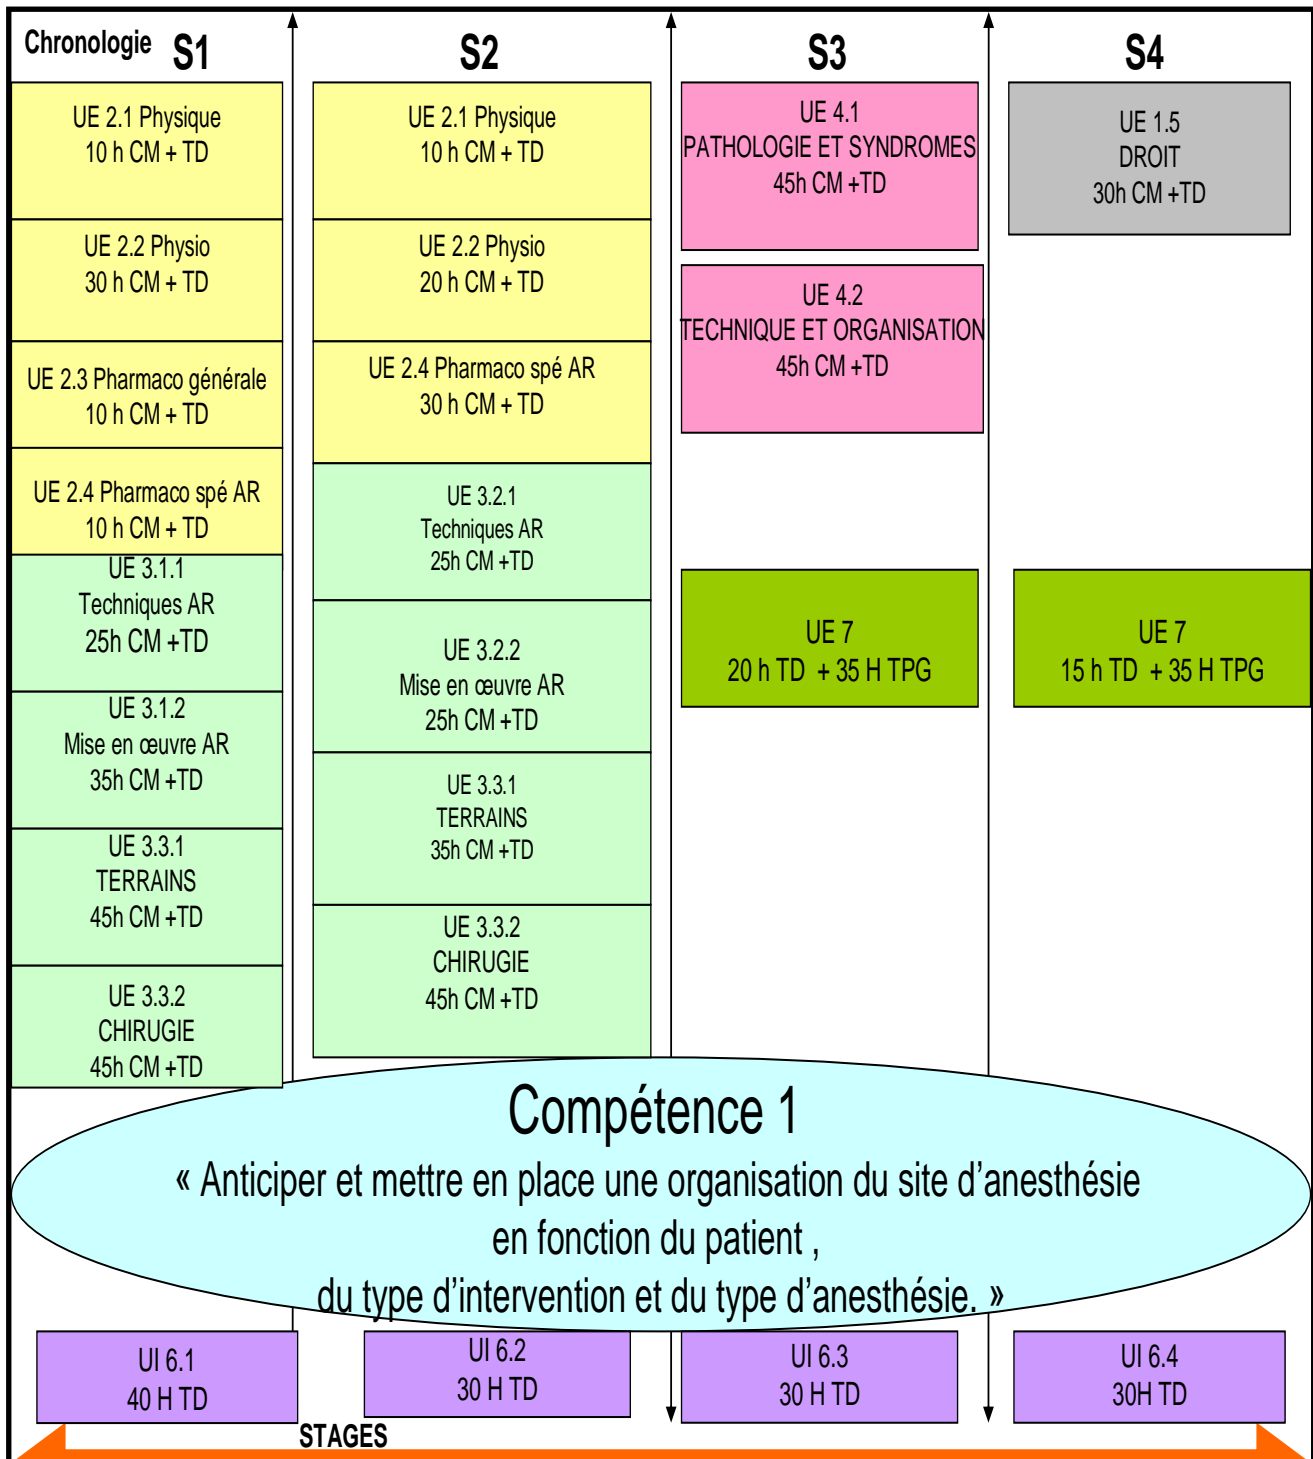 Chronologie
S1
S2
S3
S4
UE 2.1 Physique
10 h CM + TD
UE 2.2 Physio
30 h CM + TD
UE 2.3 Pharmaco générale
10 h CM + TD
UE 2.4 Pharmaco spé AR
10 h CM + TD
UE 3.1.1
Techniques AR
25h CM +TD
UE 3.1.2
Mise en œuvre AR
35h CM +TD
UE 3.3.1
TERRAINS
45h CM +TD
UE 3.3.2
CHIRUGIE
45h CM +TD
UE 2.1 Physique
10 h CM + TD
UE 2.2 Physio
20 h CM + TD
UE 2.4 Pharmaco spé AR
30 h CM + TD
UE 3.2.1
Techniques AR
25h CM +TD
UE 3.2.2
Mise en œuvre AR
25h CM +TD
UE 3.3.1
TERRAINS
35h CM +TD
UE 3.3.2
CHIRUGIE
45h CM +TD
UE 4.1
PATHOLOGIE ET SYNDROMES
45h CM +TD
UE 4.2
TECHNIQUE ET ORGANISATION
45h CM +TD
UE 7
20 h TD + 35 H TPG
UE 1.5
DROIT
30h CM +TD
UE 7
15 h TD + 35 H TPG
Compétence 1
« Anticiper et mettre en place une organisation du site d’anesthésie
en fonction du patient ,
du type d’intervention et du type d’anesthésie. »
UI 6.1
40 H TD
UI 6.2
30 H TD
UI 6.3
30 H TD
UI 6.4
30H TD
STAGES